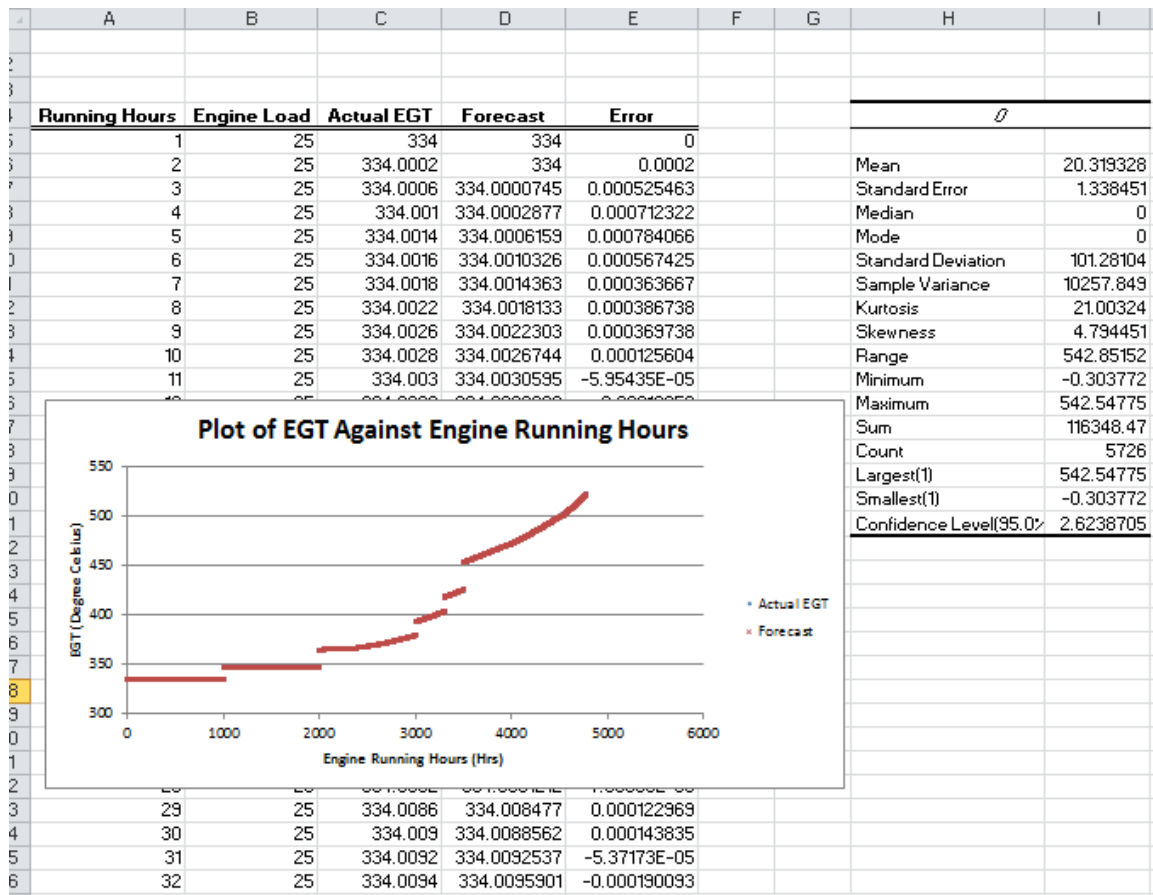 A B C D E F G H I
Running Hours Engine Load Actual EGT Forecast Error
1 25 334 334 0
2 25 334.0002 334 0.0002
3 25 334.0006 334.0000745 0.000525463
4 25 334.001 334.0002877 0.000712322
5 25 334.0014 334.0006159 0.000784066
6 25 334.0016 334.0010326 0.000567425
7 25 334.0018 334.0014363 0.000363667
8 25 334.0022 334.0018133 0.000386738
9 25 334.0026 334.0022303 0.000369738
10 25 334.0028 334.0026744 0.000125604
11 25 334.003 334.0030595 -5.95435E-05
0
Mean 20.319328
Standard Error 1.338451
Median 0
Mode 0
Standard Deviation 101.28104
Sample Variance 10257.849
Kurtosis 21.00324
Skewness 4.794451
Range 542.85152
Minimum -0.303772
Maximum 542.54775
Sum 116348.47
Count 5726
Largest(1) 542.54775
Smallest(1) -0.303772
Confidence Level(95.0% 2.6238705
Plot of EGT Against Engine Running Hours
EGT (Degree Celsius)
550
500
450
400
350
300
0 1000 2000 3000 4000 5000 6000
Engine Running Hours (Hrs)
Actual EGT
Forecast
29 25 334.0086 334.008477 0.000122969
30 25 334.009 334.0088562 0.000143835
31 25 334.0092 334.0092537 -5.37173E-05
32 25 334.0094 334.0095901 -0.000190093